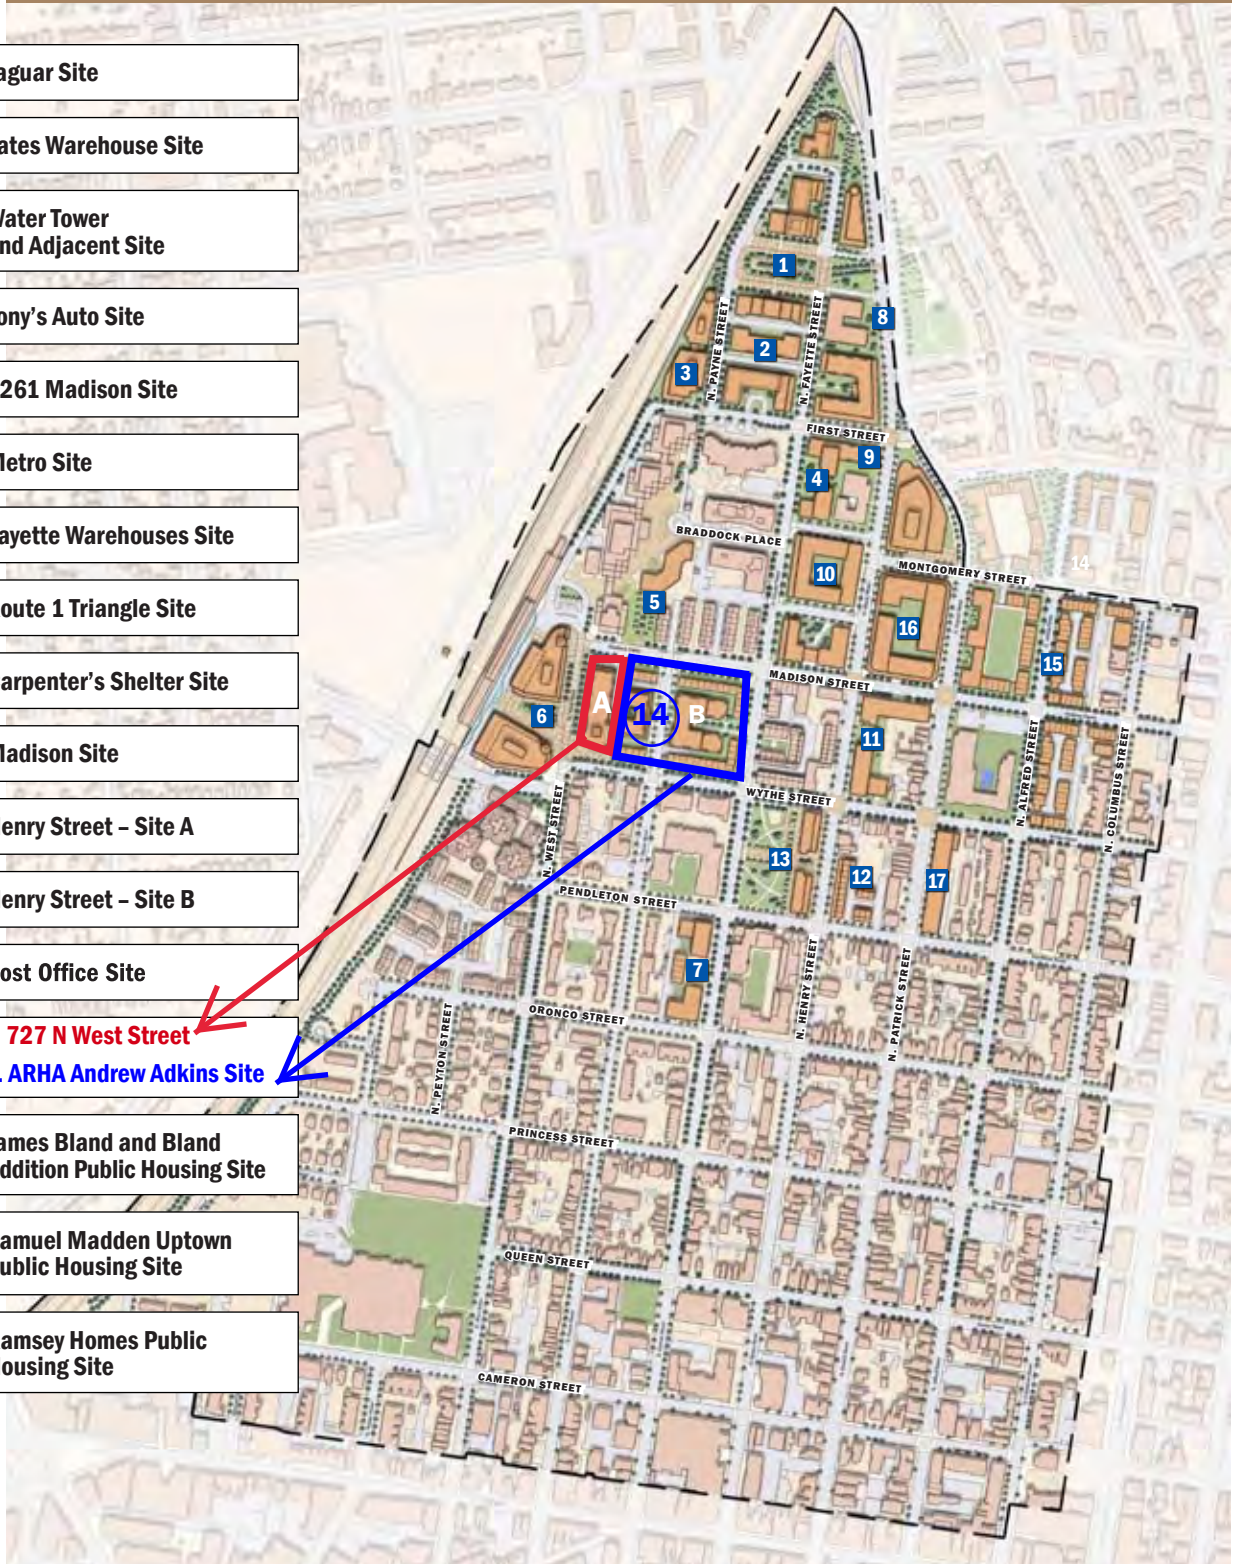 aguar Site
ates Warehouse Site
Vater Tower
nd Adjacent Site
ony's Auto Site
261 Madison Site
Metro Site
ayette Warehouses Site
oute 1 Triangle Site
arpenter's Shelter Site
Madison Site
enry Street – Site A
enry Street – Site B
ost Office Site
727 N West Street
. ARHA Andrew Adkins Site
ames Bland and Bland
ddition Public Housing Site
amuel Madden Uptown
ublic Housing Site
amsey Homes Public
ousing Site
1
8
N. PAYNE STREET
N. FAYETTE STREET
2
3
FIRST STREET
9
4
BRADDOCK PLACE
14
MONTGOMERY STREET
10
5
16
15
MADISON STREET
A
14
B
6
11
N. ALFRED STREET
N. COLUMBUS STREET
WYTHE STREET
N. WEST STREET
13
12
17
PENDLETON STREET
7
N. HENRY STREET
N. PATRICK STREET
ORONCO STREET
N. PEYTON STREET
PRINCESS STREET
QUEEN STREET
CAMERON STREET